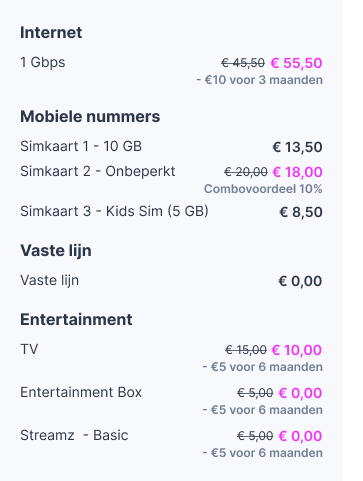 Internet
1 Gbps € 45,50 € 55,50
- €10 voor 3 maanden
Mobiele nummers
Simkaart 1 - 10 GB € 13,50
Simkaart 2 - Onbeperkt € 20,00 € 18,00
Combovoordeel 10%
Simkaart 3 - Kids Sim (5 GB) € 8,50
Vaste lijn
Vaste lijn € 0,00
Entertainment
TV € 15,00 € 10,00
- €5 voor 6 maanden
Entertainment Box € 5,00 € 0,00
- €5 voor 6 maanden
Streamz - Basic € 5,00 € 0,00
- €5 voor 6 maanden